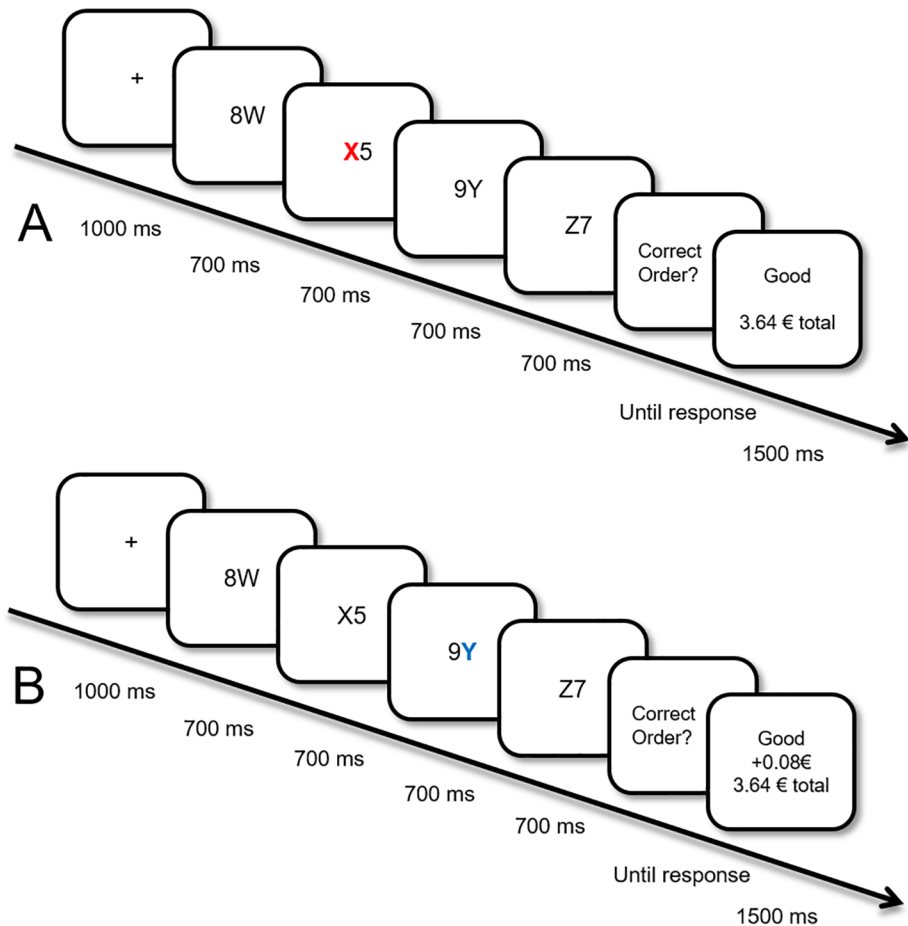 +
8W
X5
9Y
Z7
Correct
Order?
Good
3.64 € total
A
1000 ms
700 ms
700 ms
700 ms
700 ms
Until response
1500 ms
+
8W
X5
9Y
Z7
Correct
Order?
Good
+0.08€
3.64 € total
B
1000 ms
700 ms
700 ms
700 ms
700 ms
Until response
1500 ms